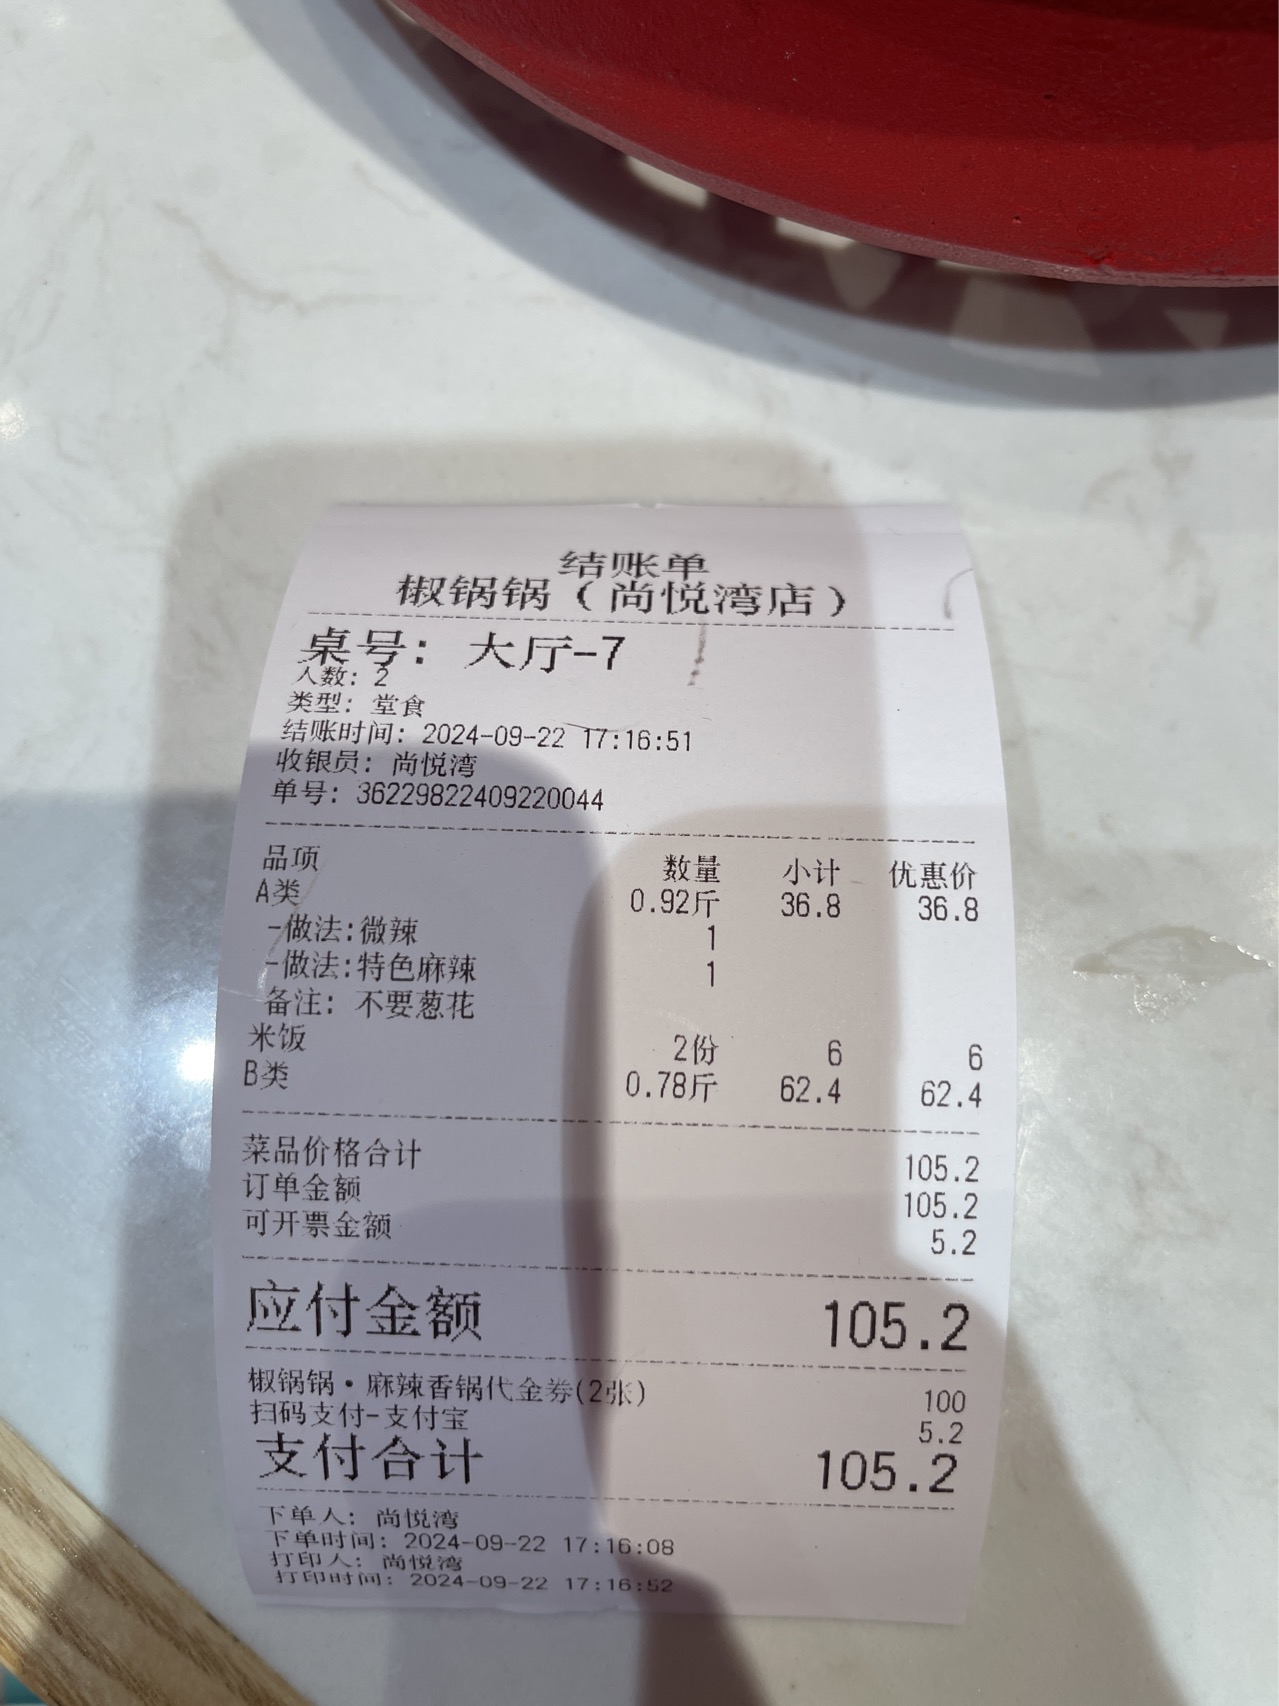 结账单
椒锅锅（尚悦湾店）
桌号：大厅-7
人数：2
类型：堂食
结账时间：2024-09-22 17:16:51
收银员：尚悦湾
单号：36229822409220044
品项 数量 小计 优惠价
A类 0.92斤 36.8 36.8
-做法:微辣 1
-做法:特色麻辣 1
备注：不要葱花
米饭 2份 6 6
B类 0.78斤 62.4 62.4
菜品价格合计 105.2
订单金额 105.2
可开票金额 5.2
应付金额 105.2
椒锅锅·麻辣香锅代金券(2张) 100
扫码支付-支付宝 5.2
支付合计 105.2
下单人：尚悦湾
下单时间：2024-09-22 17:16:08
打印人：尚悦湾
打印时间：2024-09-22 17:16:52